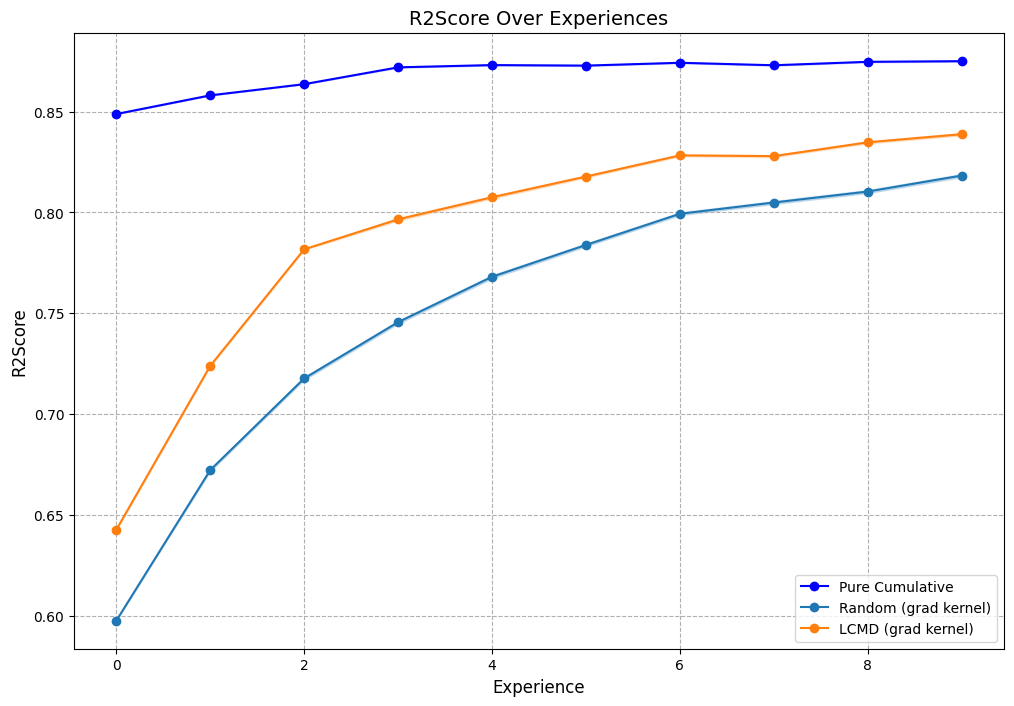 R2Score Over Experiences
R2Score
0.85
0.80
0.75
0.70
0.65
0.60
0 2 4 6 8
Experience
Pure Cumulative
Random (grad kernel)
LCMD (grad kernel)